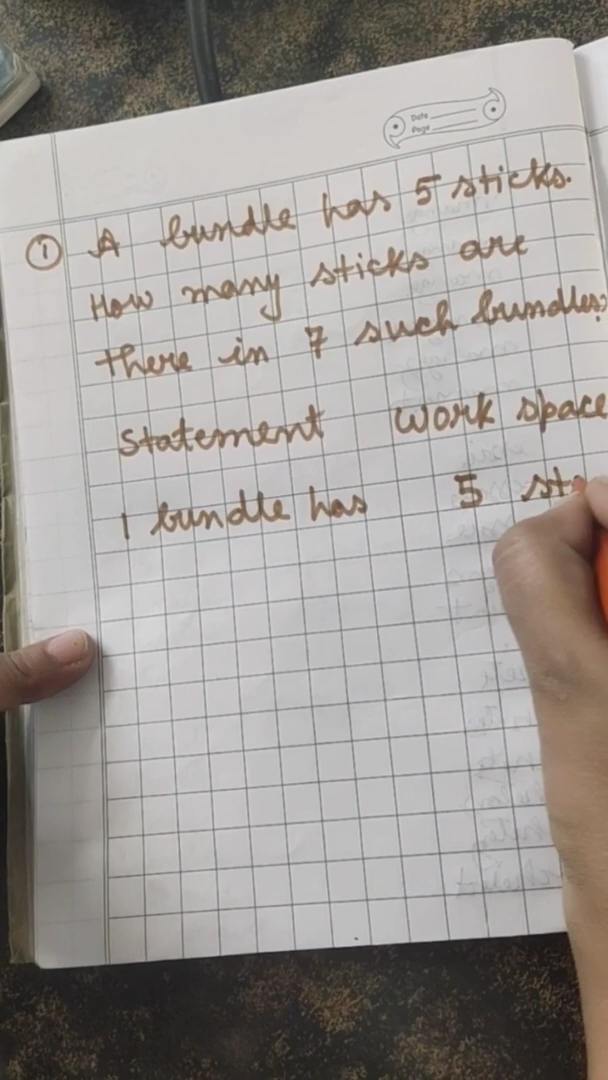 Date
Page
① A bundle has 5 sticks.
How many sticks are
there in 7 such bundles?
Statement Work space
1 bundle has 5